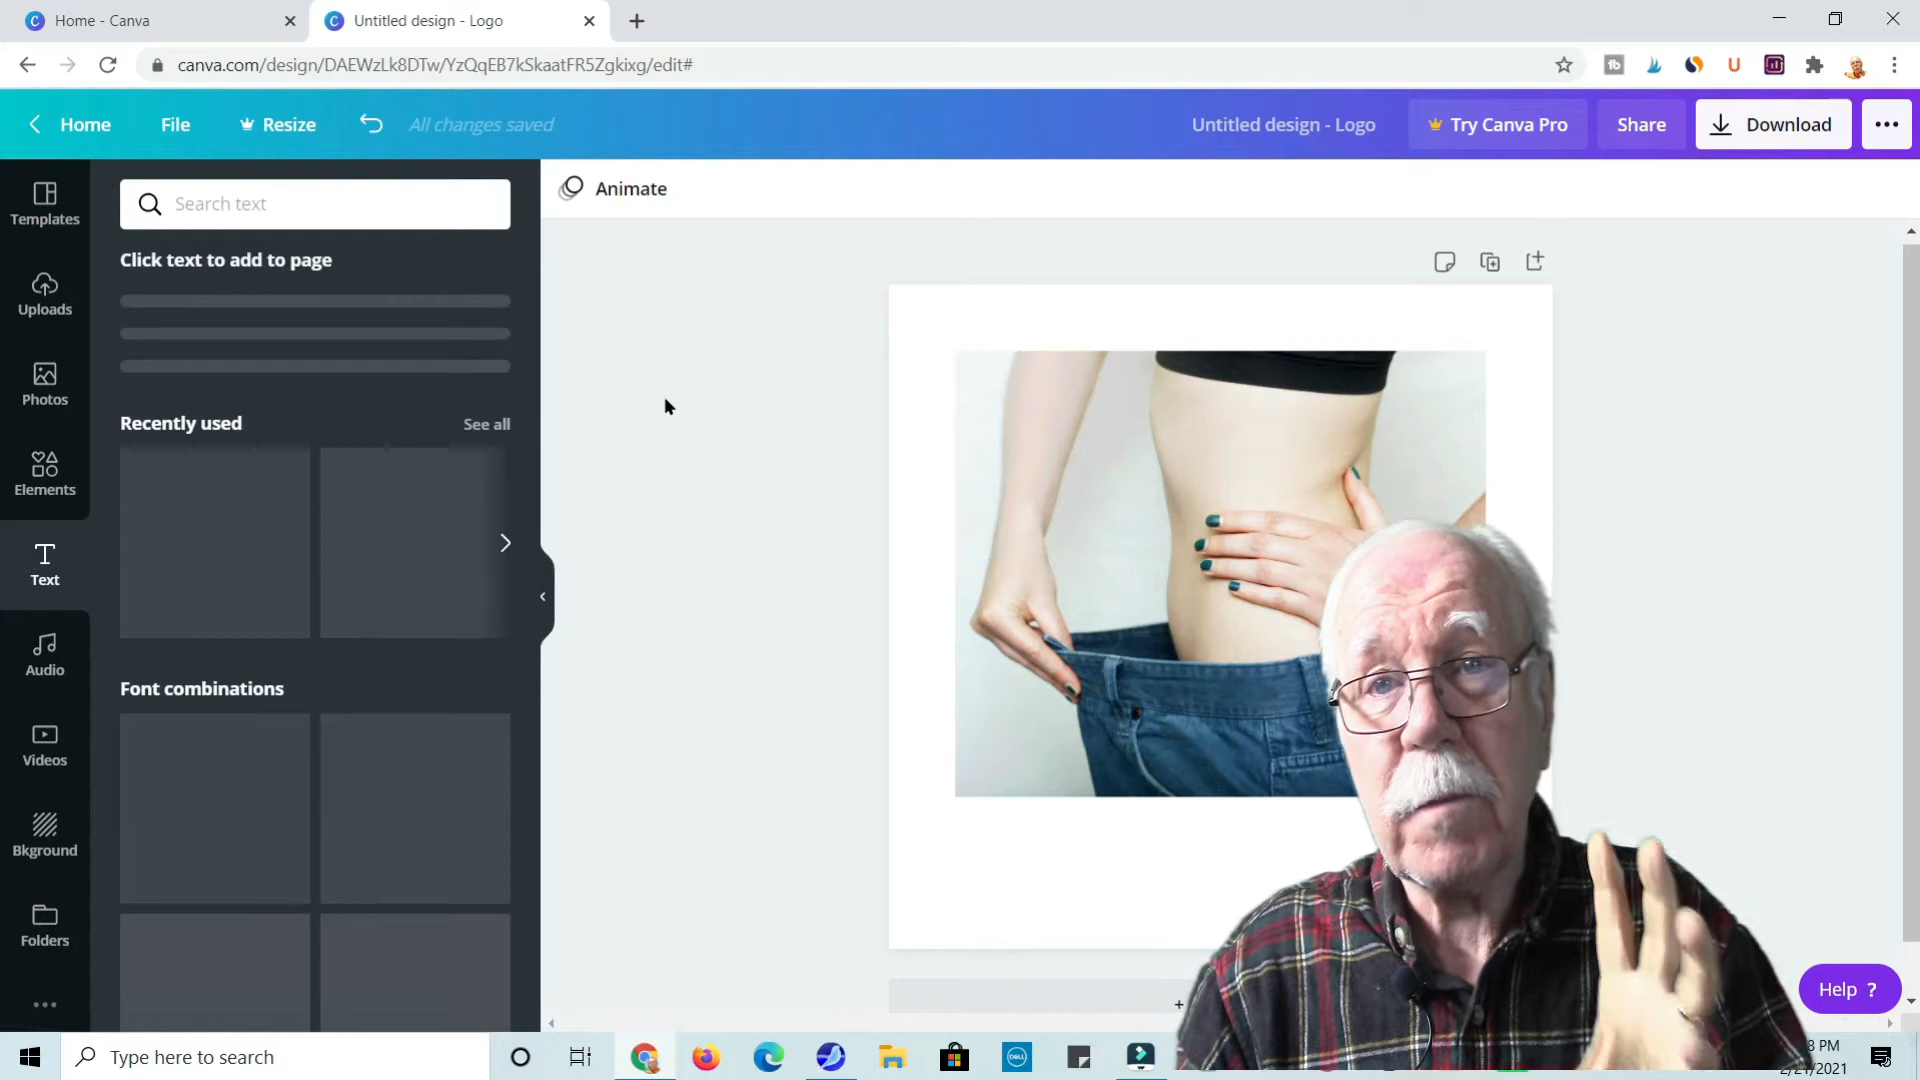 Home - Canva
Untitled design - Logo
canva.com/design/DAEWzLk8DTw/YzQqEB7kSkaatFR5Zgkixg/edit#
Home
File
Resize
All changes saved
Untitled design - Logo
Try Canva Pro
Share
Download
Templates
Uploads
Photos
Elements
Text
Audio
Videos
Bkground
Folders
Search text
Click text to add to page
Recently used
See all
Font combinations
Animate
Help ?
Type here to search
DELL
PM